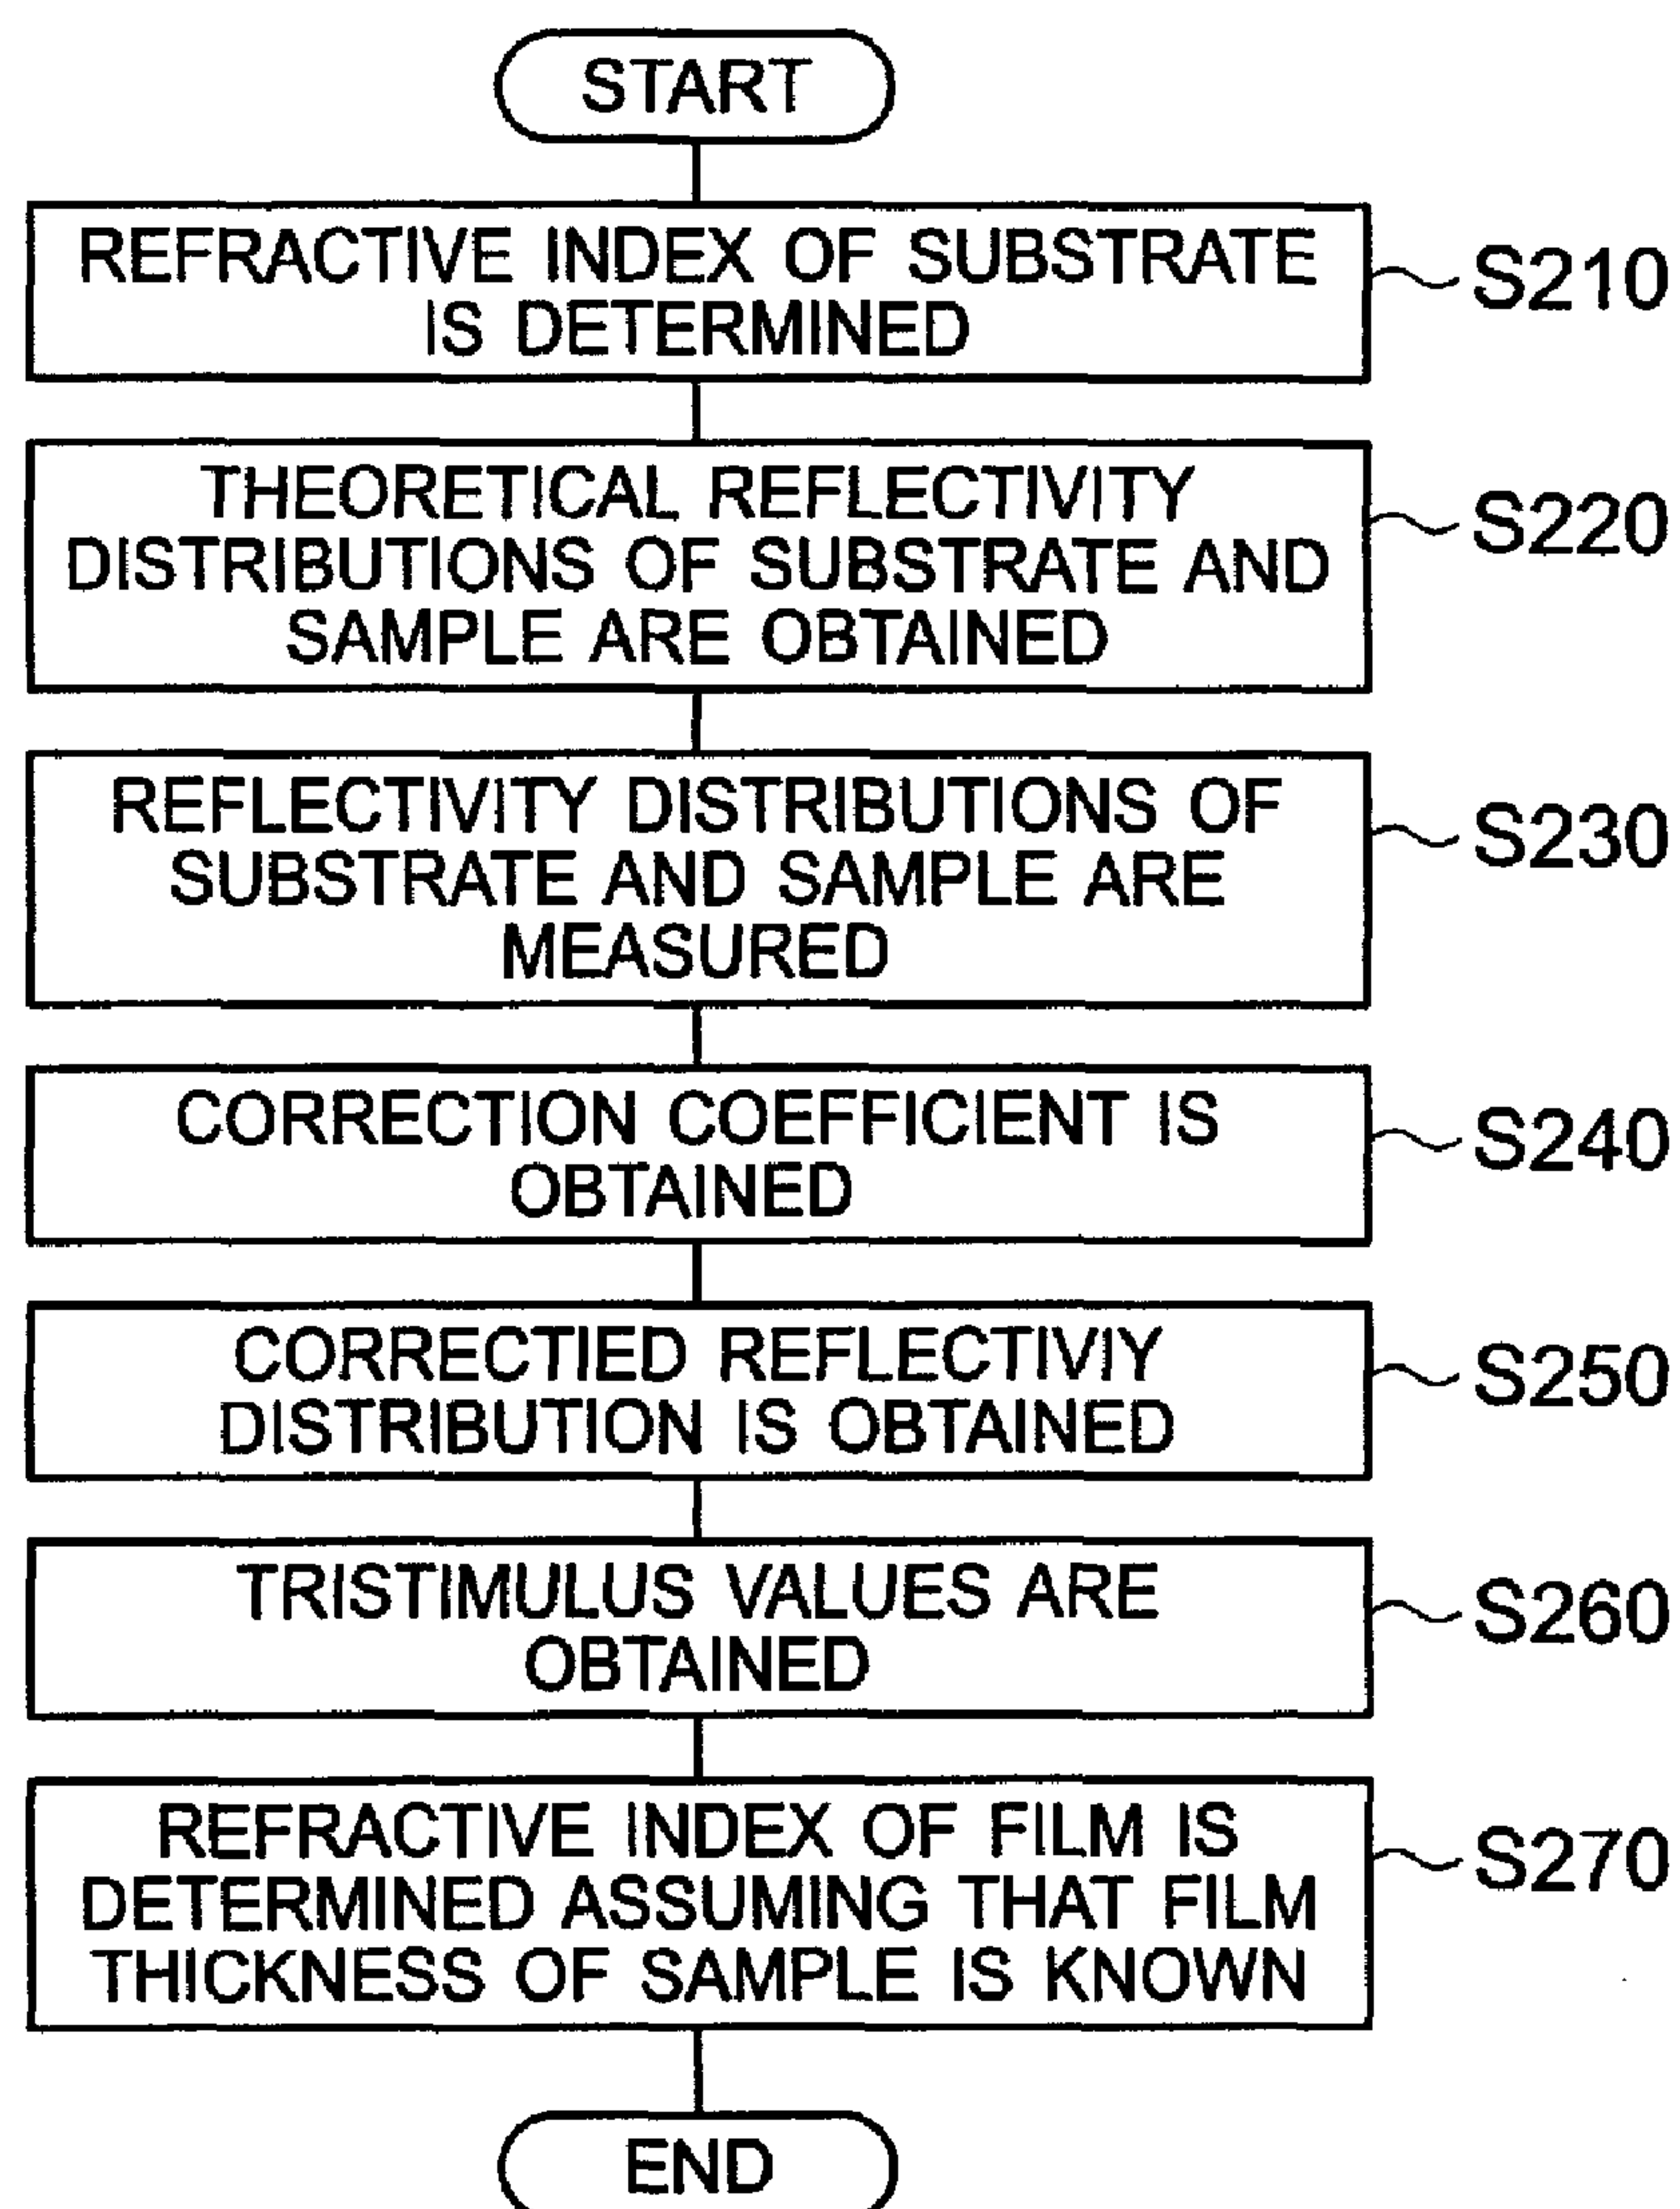 START
REFRACTIVE INDEX OF SUBSTRATE
IS DETERMINED
S210
THEORETICAL REFLECTIVITY
DISTRIBUTIONS OF SUBSTRATE AND
SAMPLE ARE OBTAINED
S220
REFLECTIVITY DISTRIBUTIONS OF
SUBSTRATE AND SAMPLE ARE
MEASURED
S230
CORRECTION COEFFICIENT IS
OBTAINED
S240
CORRECTIED REFLECTIVIY
DISTRIBUTION IS OBTAINED
S250
TRISTIMULUS VALUES ARE
OBTAINED
S260
REFRACTIVE INDEX OF FILM IS
DETERMINED ASSUMING THAT FILM
THICKNESS OF SAMPLE IS KNOWN
S270
END